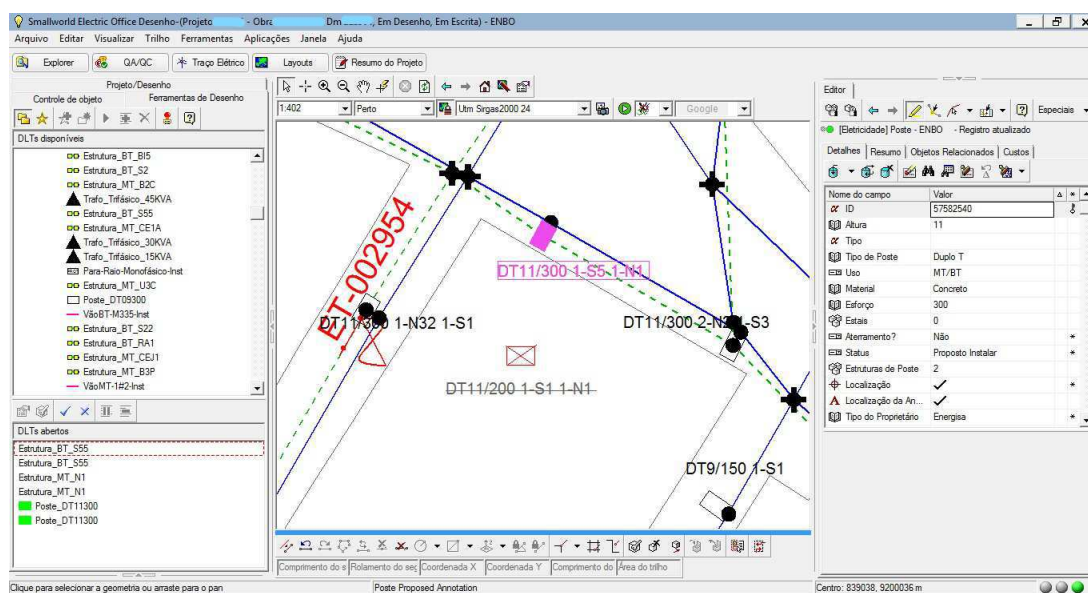 Smallworld Electric Office Desenho-(Projeto - Obra Dm , Em Desenho, Em Escrita) - ENBO
Arquivo Editar Visualizar Trilho Ferramentas Aplicações Janela Ajuda
Explorer QA/QC Traço Elétrico Layouts Resumo do Projeto
Projeto/Desenho
Controle de objeto Ferramentas de Desenho
DLTs disponíveis
Estrutura_BT_BI5
Estrutura_BT_S2
Estrutura_MT_B2C
Trafo_Trifásico_45KVA
Estrutura_BT_S55
Estrutura_MT_CE1A
Trafo_Trifásico_30KVA
Trafo_Trifásico_15KVA
Para-Raio-Monofásico-Inst
Estrutura_MT_U3C
Poste_DT09300
VãoBT-M335-Inst
Estrutura_BT_S22
Estrutura_BT_RA1
Estrutura_MT_CEJ1
Estrutura_MT_B3P
VãoMT-1#2-Inst
DLTs abertos
Estrutura_BT_S55
Estrutura_BT_S55
Estrutura_MT_N1
Estrutura_MT_N1
Poste_DT11300
Poste_DT11300
1:402 Perto Utm Sirgas2000 24 Google
ET-002954
DT11/300 1-S5 1-N1
DT11/300 1-N32 1-S1
DT11/300 2-N2 1-S3
DT11/200 1-S1 1-N1
DT9/150 1-S1
Comprimento do s Rolamento do seg Coordenada X Coordenada Y Comprimento do Área do trilho
Editor
Especiais
[Eletricidade] Poste - ENBO - Registro atualizado
Detalhes Resumo Objetos Relacionados Custos
Nome do campo Valor
ID 57582540
Altura 11
Tipo
Tipo de Poste Duplo T
Uso MT/BT
Material Concreto
Esforço 300
Estais 0
Aterramento? Não *
Status Proposto Instalar *
Estruturas de Poste 2
Localização *
Localização da An...
Tipo do Proprietário Energisa *
Clique para selecionar a geometria ou arraste para o pan Poste Proposed Annotation Centro: 839038, 9200036 m